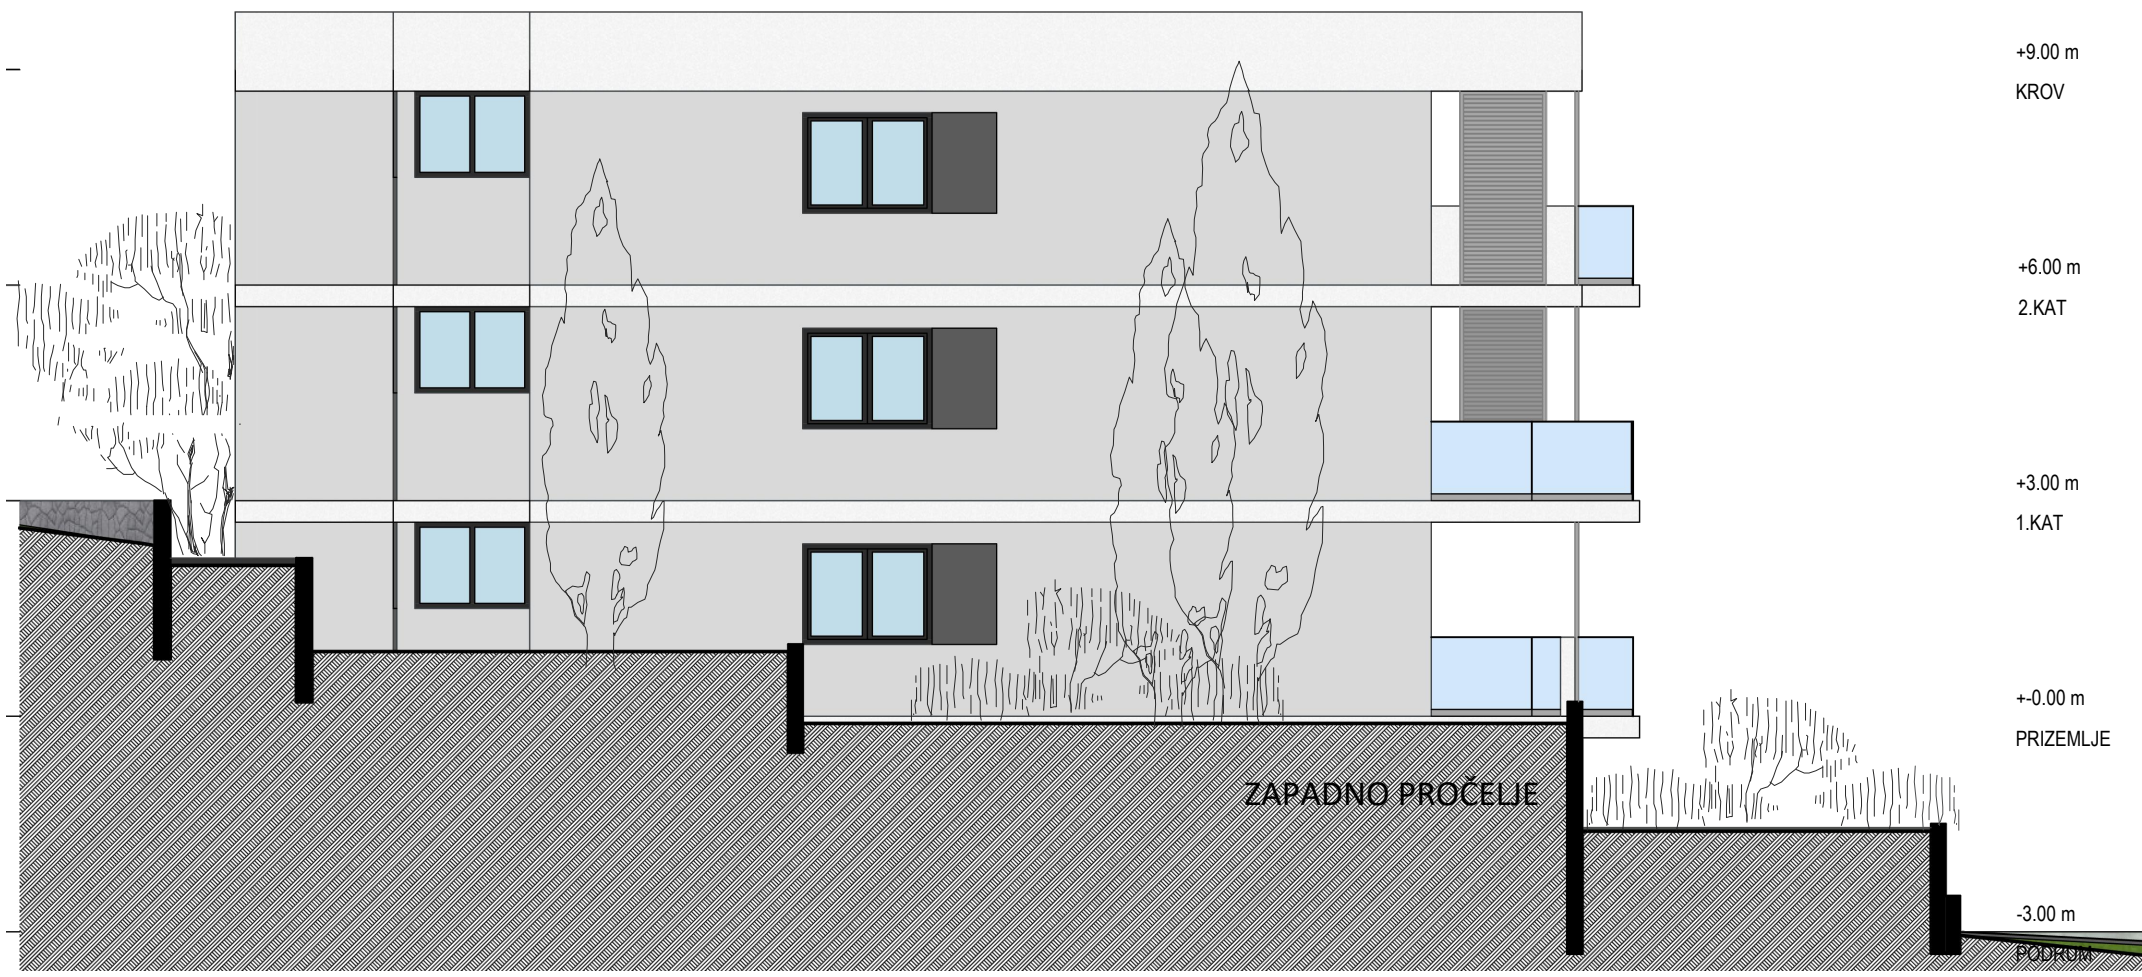 +9.00 m
KROV
+6.00 m
2.KAT
+3.00 m
1.KAT
+-0.00 m
PRIZEMLJE
ZAPADNO PROČELJE
-3.00 m
PODRUM